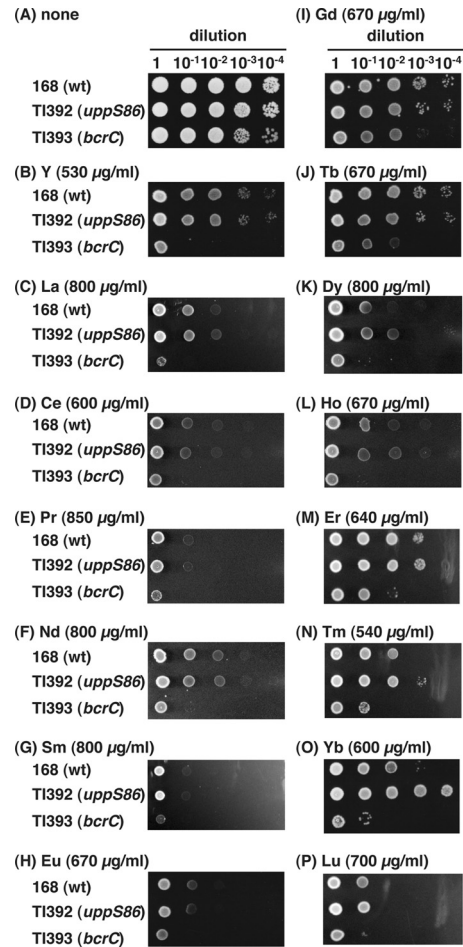 (A) none
dilution
1 10-1 10-2 10-3 10-4
168 (wt)
TI392 (uppS86)
TI393 (bcrC)
(B) Y (530 µg/ml)
168 (wt)
TI392 (uppS86)
TI393 (bcrC)
(C) La (800 µg/ml)
168 (wt)
TI392 (uppS86)
TI393 (bcrC)
(D) Ce (600 µg/ml)
168 (wt)
TI392 (uppS86)
TI393 (bcrC)
(E) Pr (850 µg/ml)
168 (wt)
TI392 (uppS86)
TI393 (bcrC)
(F) Nd (800 µg/ml)
168 (wt)
TI392 (uppS86)
TI393 (bcrC)
(G) Sm (800 µg/ml)
168 (wt)
TI392 (uppS86)
TI393 (bcrC)
(H) Eu (670 µg/ml)
168 (wt)
TI392 (uppS86)
TI393 (bcrC)
(I) Gd (670 µg/ml)
dilution
1 10-1 10-2 10-3 10-4
(J) Tb (670 µg/ml)
(K) Dy (800 µg/ml)
(L) Ho (670 µg/ml)
(M) Er (640 µg/ml)
(N) Tm (540 µg/ml)
(O) Yb (600 µg/ml)
(P) Lu (700 µg/ml)